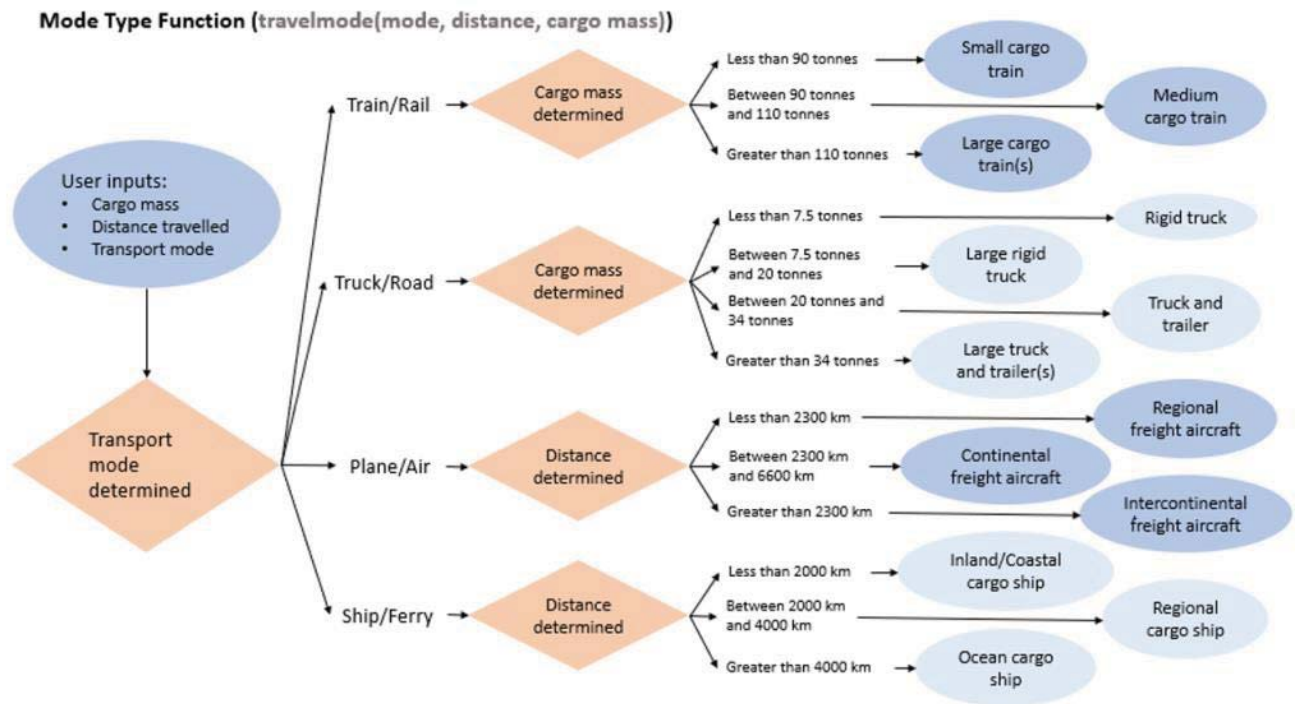 Mode Type Function (travelmode(mode, distance, cargo mass))
User inputs:
• Cargo mass
• Distance travelled
• Transport mode
Transport
mode
determined
Train/Rail
Cargo mass
determined
Less than 90 tonnes
Small cargo
train
Between 90 tonnes
and 110 tonnes
Medium
cargo train
Greater than 110 tonnes
Large cargo
train(s)
Truck/Road
Cargo mass
determined
Less than 7.5 tonnes
Rigid truck
Between 7.5 tonnes
and 20 tonnes
Large rigid
truck
Between 20 tonnes and
34 tonnes
Truck and
trailer
Greater than 34 tonnes
Large truck
and trailer(s)
Plane/Air
Distance
determined
Less than 2300 km
Regional
freight aircraft
Between 2300 km
and 6600 km
Continental
freight aircraft
Greater than 2300 km
Intercontinental
freight aircraft
Ship/Ferry
Distance
determined
Less than 2000 km
Inland/Coastal
cargo ship
Between 2000 km
and 4000 km
Regional
cargo ship
Greater than 4000 km
Ocean cargo
ship